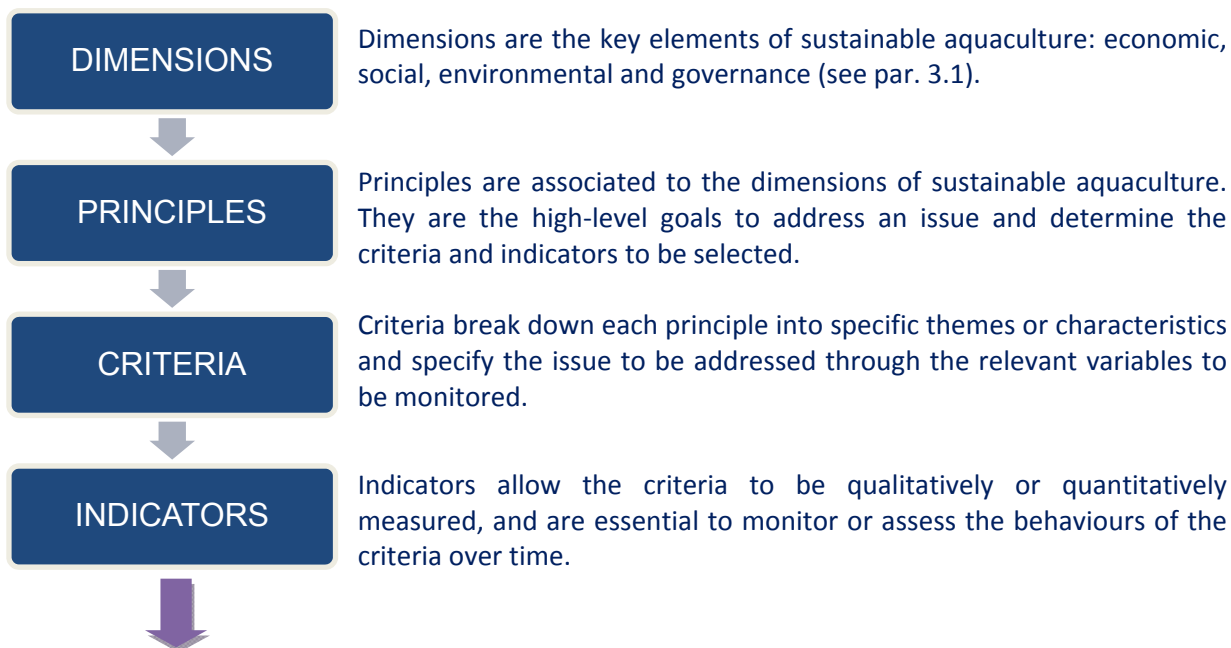 DIMENSIONS
Dimensions are the key elements of sustainable aquaculture: economic,
social, environmental and governance (see par. 3.1).
PRINCIPLES
Principles are associated to the dimensions of sustainable aquaculture.
They are the high-level goals to address an issue and determine the
criteria and indicators to be selected.
CRITERIA
Criteria break down each principle into specific themes or characteristics
and specify the issue to be addressed through the relevant variables to
be monitored.
INDICATORS
Indicators allow the criteria to be qualitatively or quantitatively
measured, and are essential to monitor or assess the behaviours of the
criteria over time.